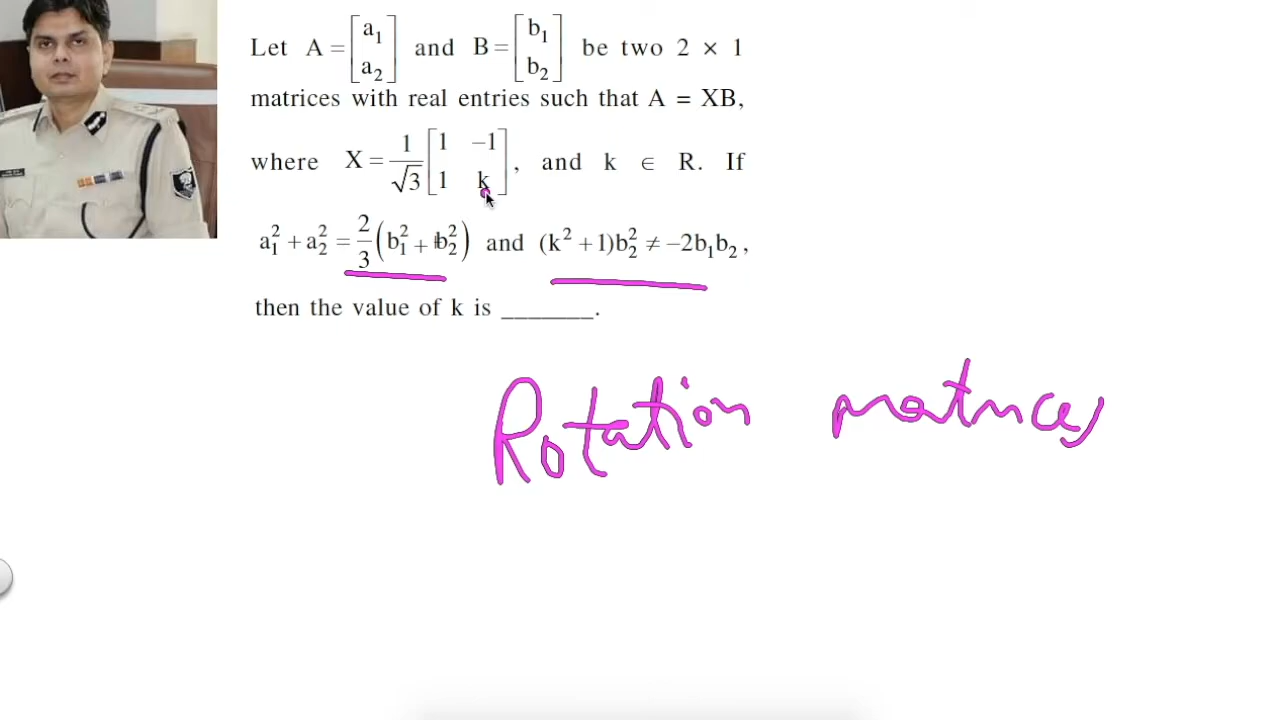 Let A = [a₁ a₂] and B = [b₁ b₂] be two 2 × 1
matrices with real entries such that A = XB,
where X = 1/√3 [1 −1 1 k], and k ∈ R. If
a₁² + a₂² = 2/3 (b₁² + b₂²) and (k² + 1)b₂² ≠ −2b₁b₂,
then the value of k is _______.
Rotation matrices